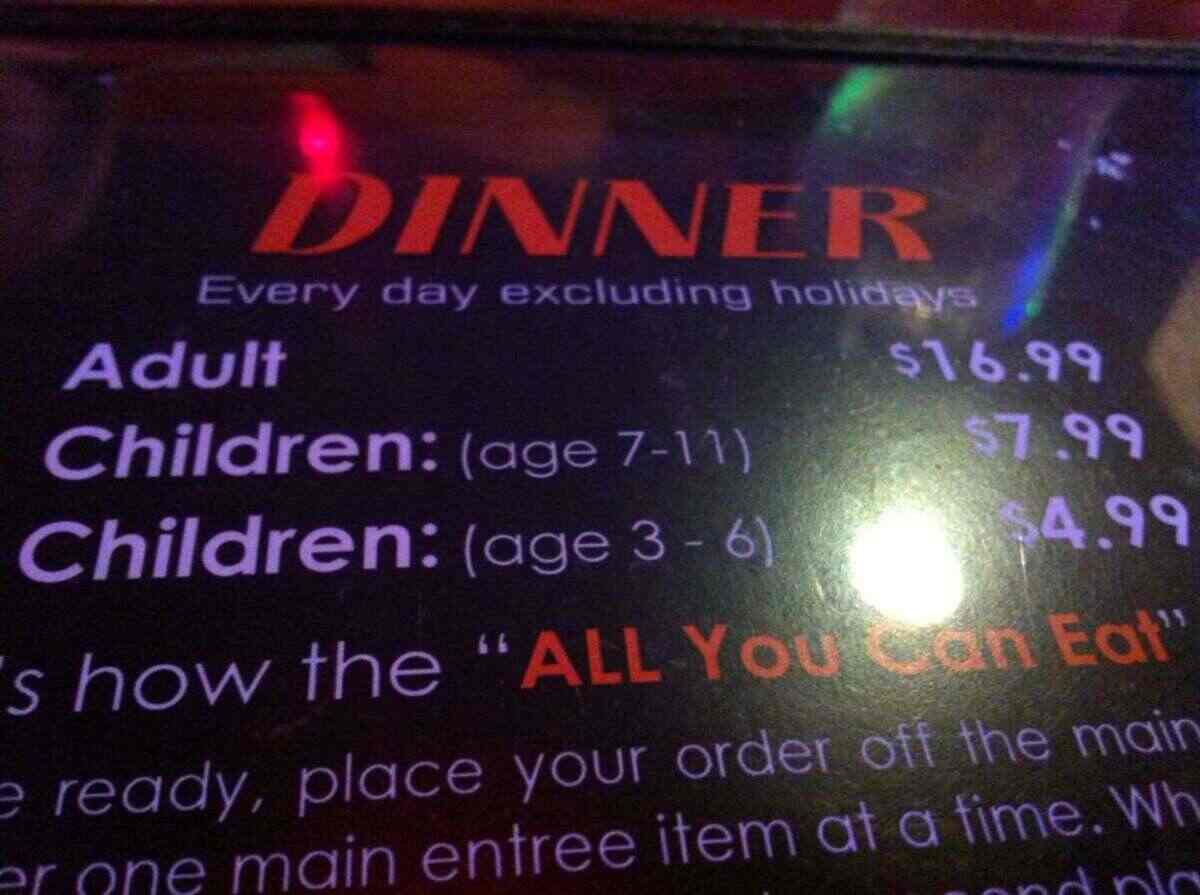 DINNER
Every day excluding holidays
Adult $16.99
Children: (age 7-11) $7.99
Children: (age 3 - 6) $4.99
's how the “ALL You Can Eat”
e ready, place your order off the main
er one main entree item at a time. Wh